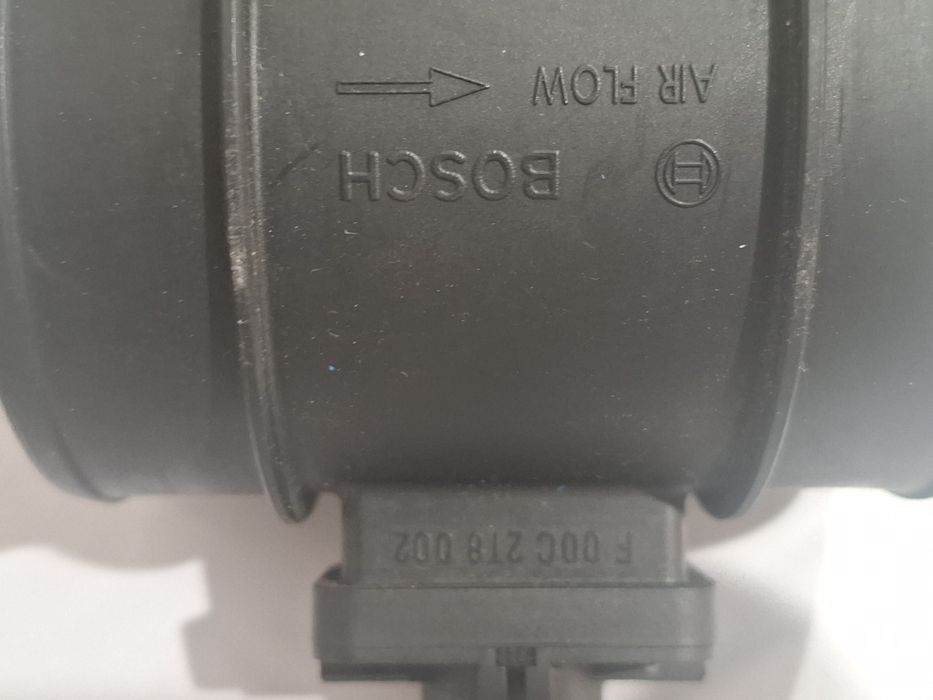 F 00C 2T8 002
BOSCH
AIR FLOW